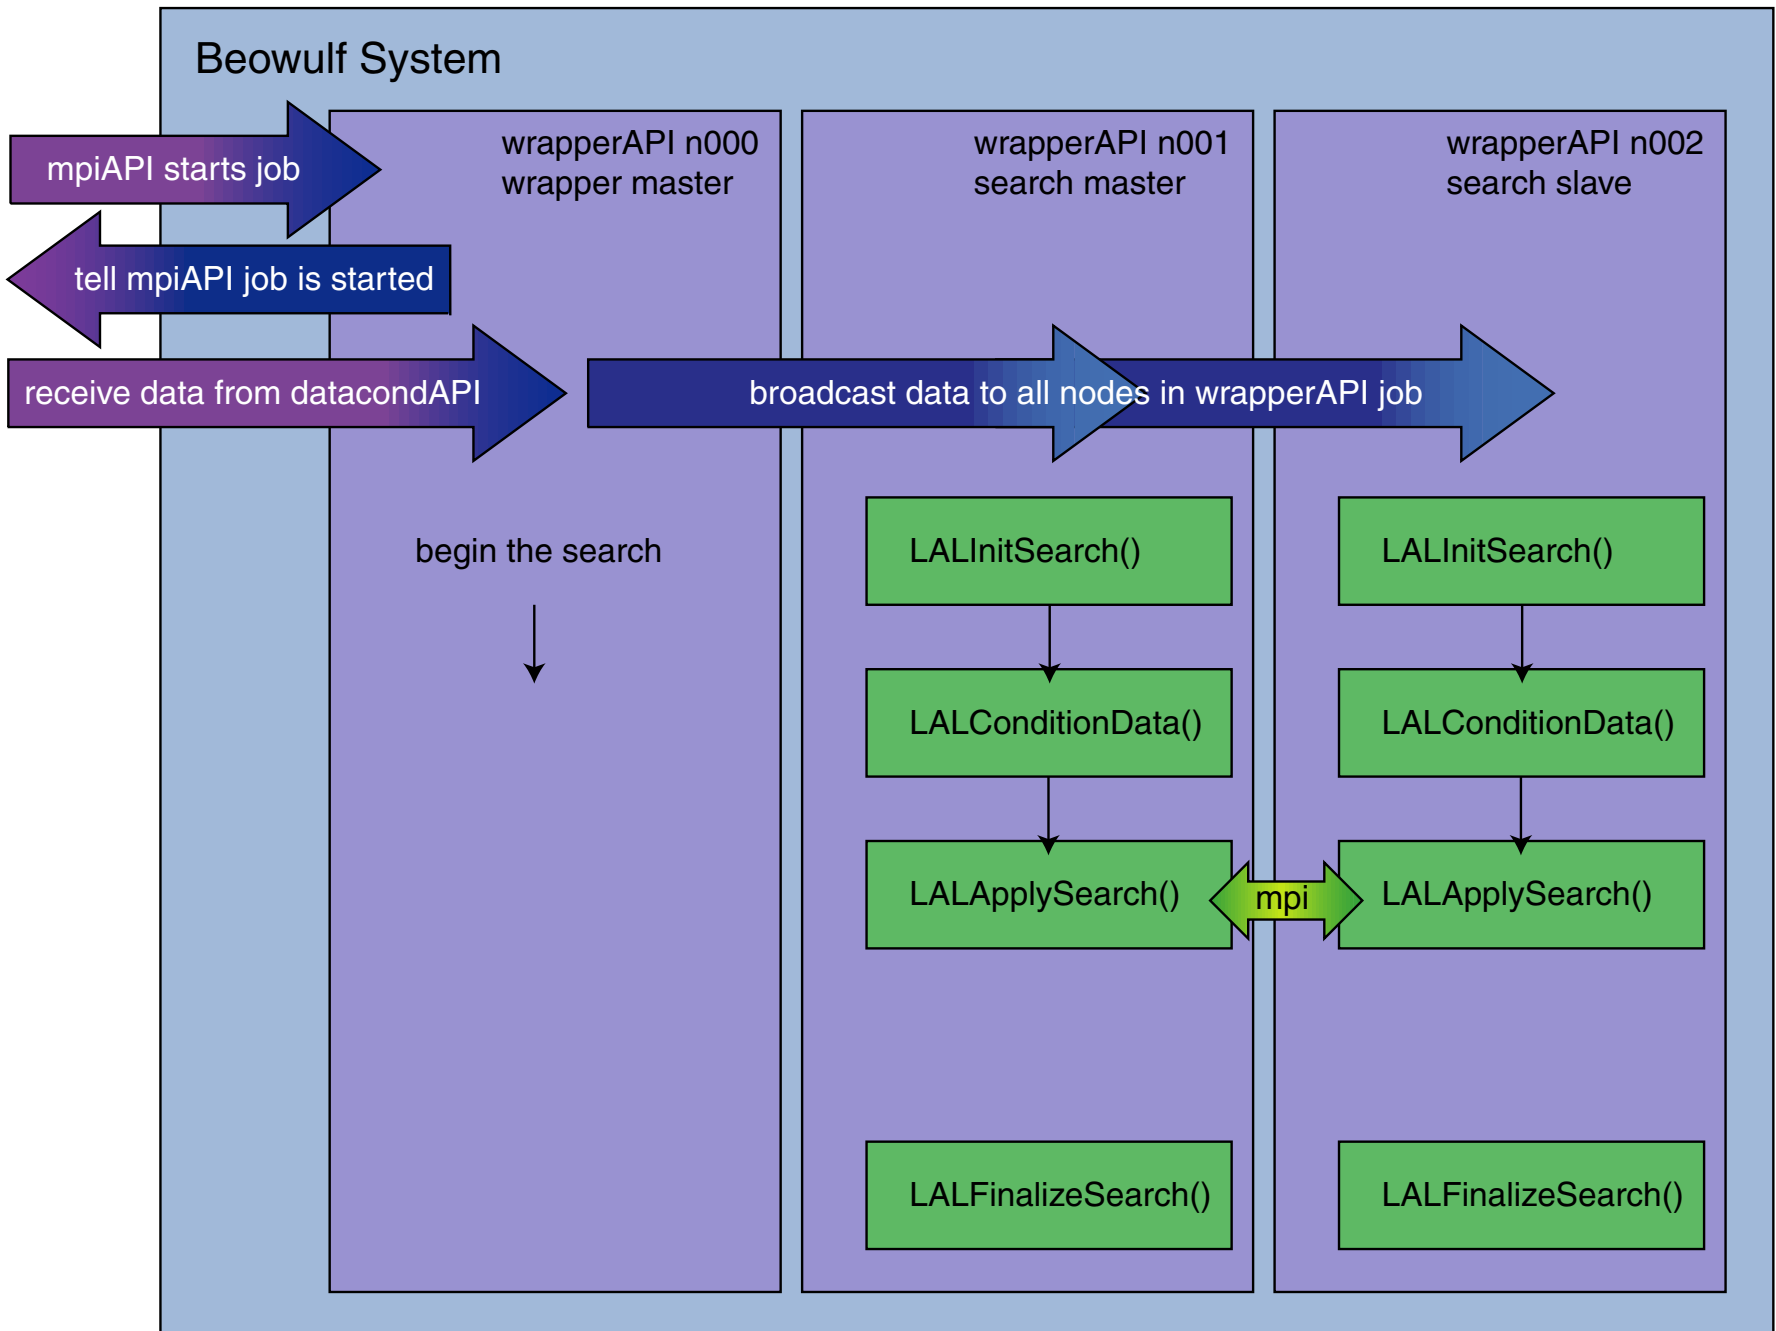 Beowulf System
mpiAPI starts job
wrapperAPI n000
wrapper master
wrapperAPI n001
search master
wrapperAPI n002
search slave
tell mpiAPI job is started
receive data from datacondAPI
broadcast data to all nodes in wrapperAPI job
begin the search
LALInitSearch()
LALInitSearch()
LALConditionData()
LALConditionData()
LALApplySearch()
mpi
LALApplySearch()
LALFinalizeSearch()
LALFinalizeSearch()